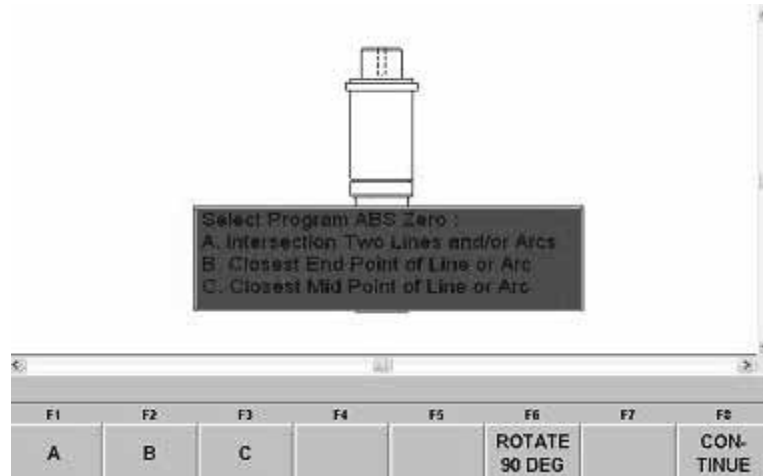 Select Program ABS Zero :
A. Intersection Two Lines and/or Arcs
B. Closest End Point of Line or Arc
C. Closest Mid Point of Line or Arc
F1 F2 F3 F4 F5 F6 F7 F8
A B C ROTATE 90 DEG CON-TINUE